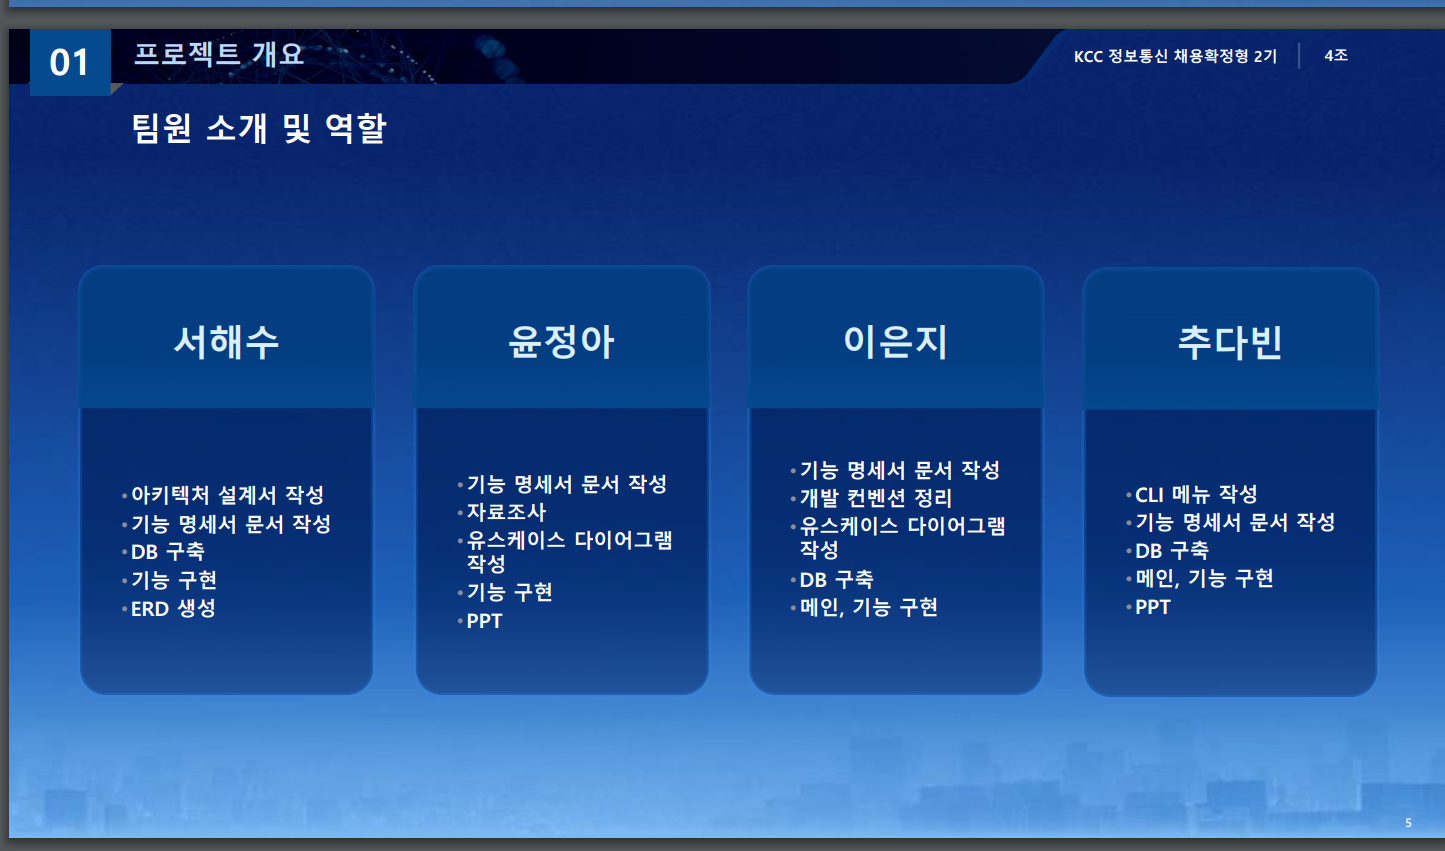 01
프로젝트 개요
KCC 정보통신 채용확정형 2기
4조
팀원 소개 및 역할
서해수
•아키텍처 설계서 작성
•기능 명세서 문서 작성
•DB 구축
•기능 구현
•ERD 생성
윤정아
•기능 명세서 문서 작성
•자료조사
•유스케이스 다이어그램
작성
•기능 구현
•PPT
이은지
•기능 명세서 문서 작성
•개발 컨벤션 정리
•유스케이스 다이어그램
작성
•DB 구축
•메인, 기능 구현
추다빈
•CLI 메뉴 작성
•기능 명세서 문서 작성
•DB 구축
•메인, 기능 구현
•PPT
5